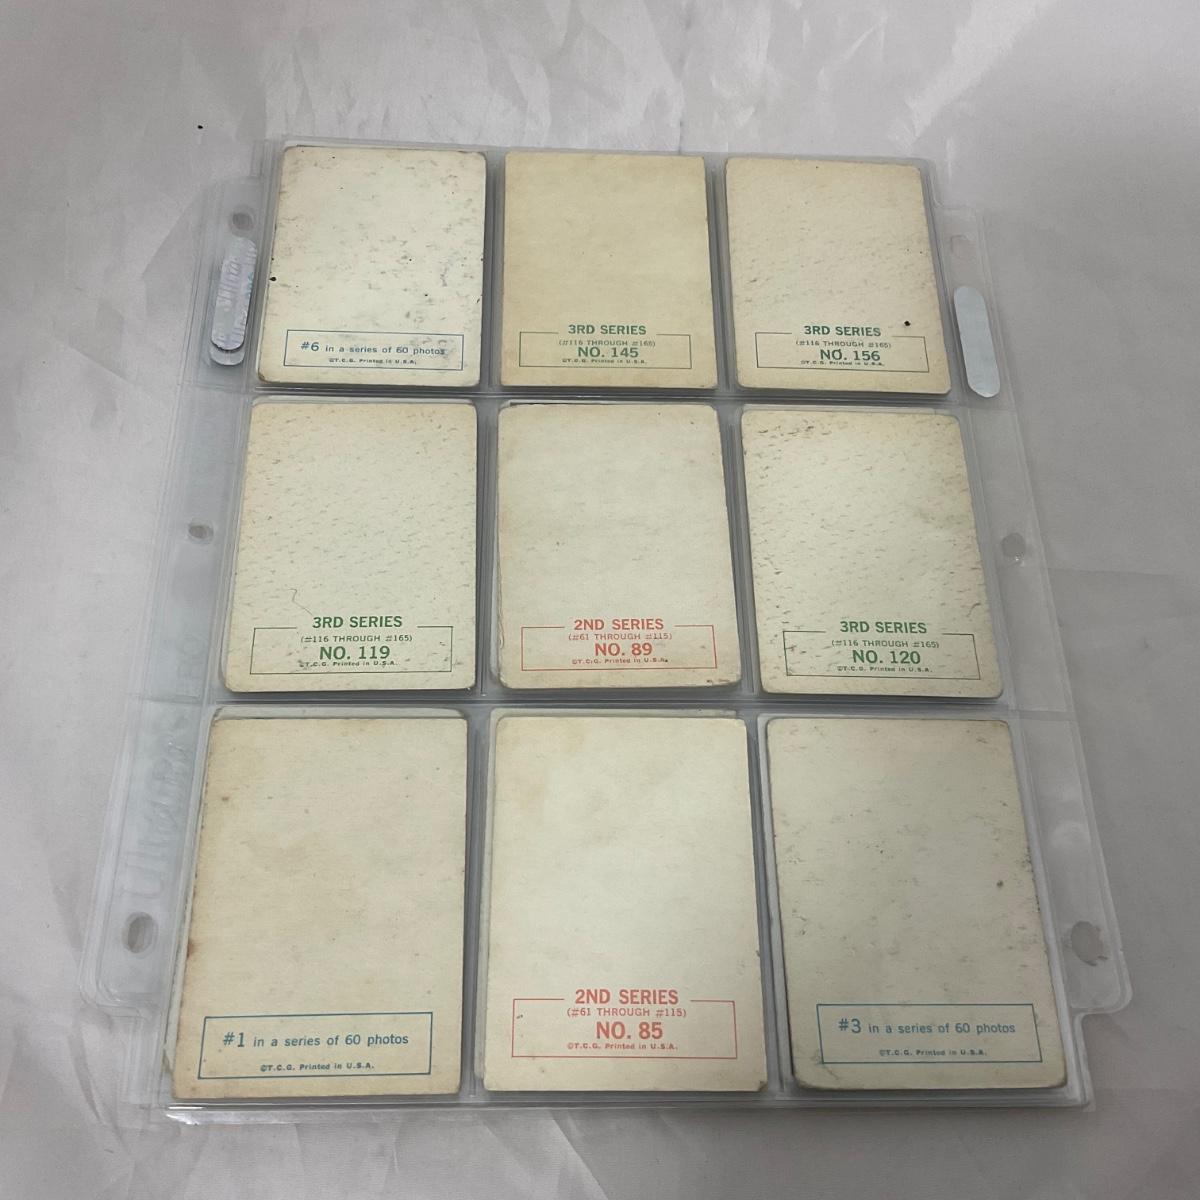 #6 in a series of 60 photos
©T.C.G. Printed in U.S.A.
3RD SERIES
(#116 THROUGH #165)
NO. 145
©T.C.G. Printed in U.S.A.
3RD SERIES
(#116 THROUGH #165)
NO. 156
©T.C.G. Printed in U.S.A.
3RD SERIES
(#116 THROUGH #165)
NO. 119
©T.C.G. Printed in U.S.A.
2ND SERIES
(#61 THROUGH #115)
NO. 89
©T.C.G. Printed in U.S.A.
3RD SERIES
(#116 THROUGH #165)
NO. 120
©T.C.G. Printed in U.S.A.
#1 in a series of 60 photos
©T.C.G. Printed in U.S.A.
2ND SERIES
(#61 THROUGH #115)
NO. 85
©T.C.G. Printed in U.S.A.
#3 in a series of 60 photos
©T.C.G. Printed in U.S.A.